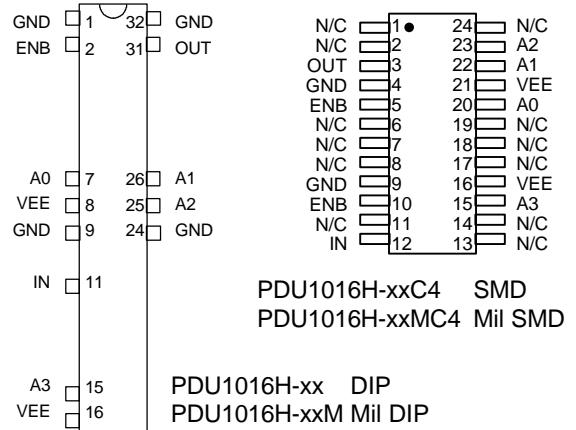 GND 1 32 GND
ENB 2 31 OUT
A0 7 26 A1
VEE 8 25 A2
GND 9 24 GND
IN 11
A3 15
VEE 16
N/C 1 24 N/C
N/C 2 23 A2
OUT 3 22 A1
GND 4 21 VEE
ENB 5 20 A0
N/C 6 19 N/C
N/C 7 18 N/C
N/C 8 17 N/C
GND 9 16 VEE
ENB 10 15 A3
N/C 11 14 N/C
IN 12 13 N/C
PDU1016H-xxC4 SMD
PDU1016H-xxMC4 Mil SMD
PDU1016H-xx DIP
PDU1016H-xxM Mil DIP